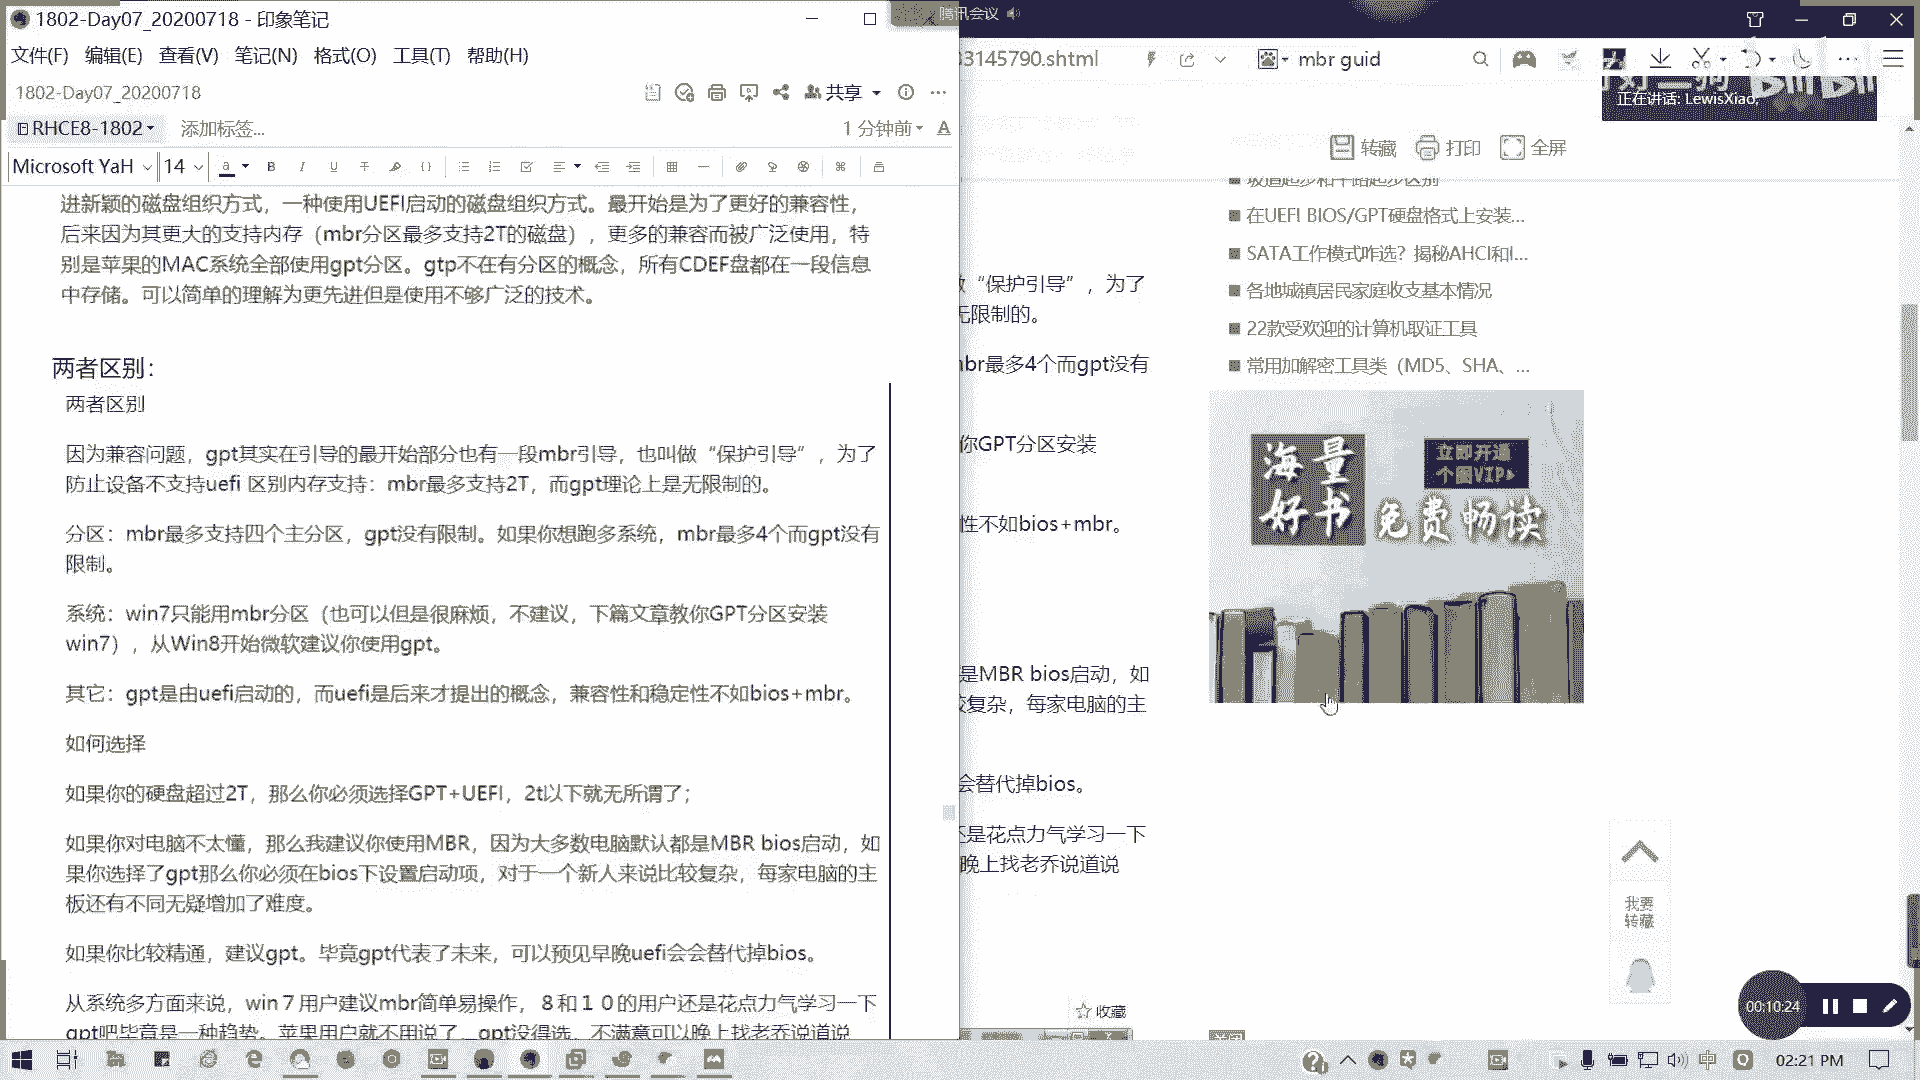 1802-Day07_20200718 - 印象笔记
文件(F) 编辑(E) 查看(V) 笔记(N) 格式(O) 工具(T) 帮助(H)
1802-Day07_20200718
共享
RHCE8-1802
添加标签...
1 分钟前
Microsoft YaH
14
进新颖的磁盘组织方式，一种使用UEFI启动的磁盘组织方式。最开始是为了更好的兼容性，
后来因为其更大的支持内存（mbr分区最多支持2T的磁盘），更多的兼容而被广泛使用，特
别是苹果的MAC系统全部使用gpt分区。gtp不在有分区的概念，所有CDEF盘都在一段信息
中存储。可以简单的理解为更先进但是使用不够广泛的技术。
两者区别：
两者区别
因为兼容问题，gpt其实在引导的最开始部分也有一段mbr引导，也叫做“保护引导”，为了
防止设备不支持uefi 区别内存支持：mbr最多支持2T，而gpt理论上是无限制的。
分区：mbr最多支持四个主分区，gpt没有限制。如果你想跑多系统，mbr最多4个而gpt没有
限制。
系统：win7只能用mbr分区（也可以但是很麻烦，不建议，下篇文章教你GPT分区安装
win7），从Win8开始微软建议你使用gpt。
其它：gpt是由uefi启动的，而uefi是后来才提出的概念，兼容性和稳定性不如bios+mbr。
如何选择
如果你的硬盘超过2T，那么你必须选择GPT+UEFI，2t以下就无所谓了；
如果你对电脑不太懂，那么我建议你使用MBR，因为大多数电脑默认都是MBR bios启动，如
果你选择了gpt那么你必须在bios下设置启动项，对于一个新人来说比较复杂，每家电脑的主
板还有不同无疑增加了难度。
如果你比较精通，建议gpt。毕竟gpt代表了未来，可以预见早晚uefi会会替代掉bios。
从系统多方面来说，win７用户建议mbr简单易操作，８和１０的用户还是花点力气学习一下
gpt吧毕竟是一种趋势。苹果用户就不用说了，gpt没得选，不满意可以晚上找老乔说道说
腾讯会议
33145790.shtml
mbr guid
正在讲话: LewisXiao;
转藏 打印 全屏
“保护引导”，为了
无限制的。
mbr最多4个而gpt没有
你GPT分区安装
性不如bios+mbr。
是MBR bios启动，如
复杂，每家电脑的主
会替代掉bios。
还是花点力气学习一下
晚上找老乔说道说
收藏
坡道起步和平路起步区别
在UEFI BIOS/GPT硬盘格式上安装...
SATA工作模式咋选？揭秘AHCI和I...
各地城镇居民家庭收支基本情况
22款受欢迎的计算机取证工具
常用加解密工具类（MD5、SHA、...
海量
好书
立即开通
个图VIP
免费畅读
我要
转藏
00:10:24
中
02:21 PM